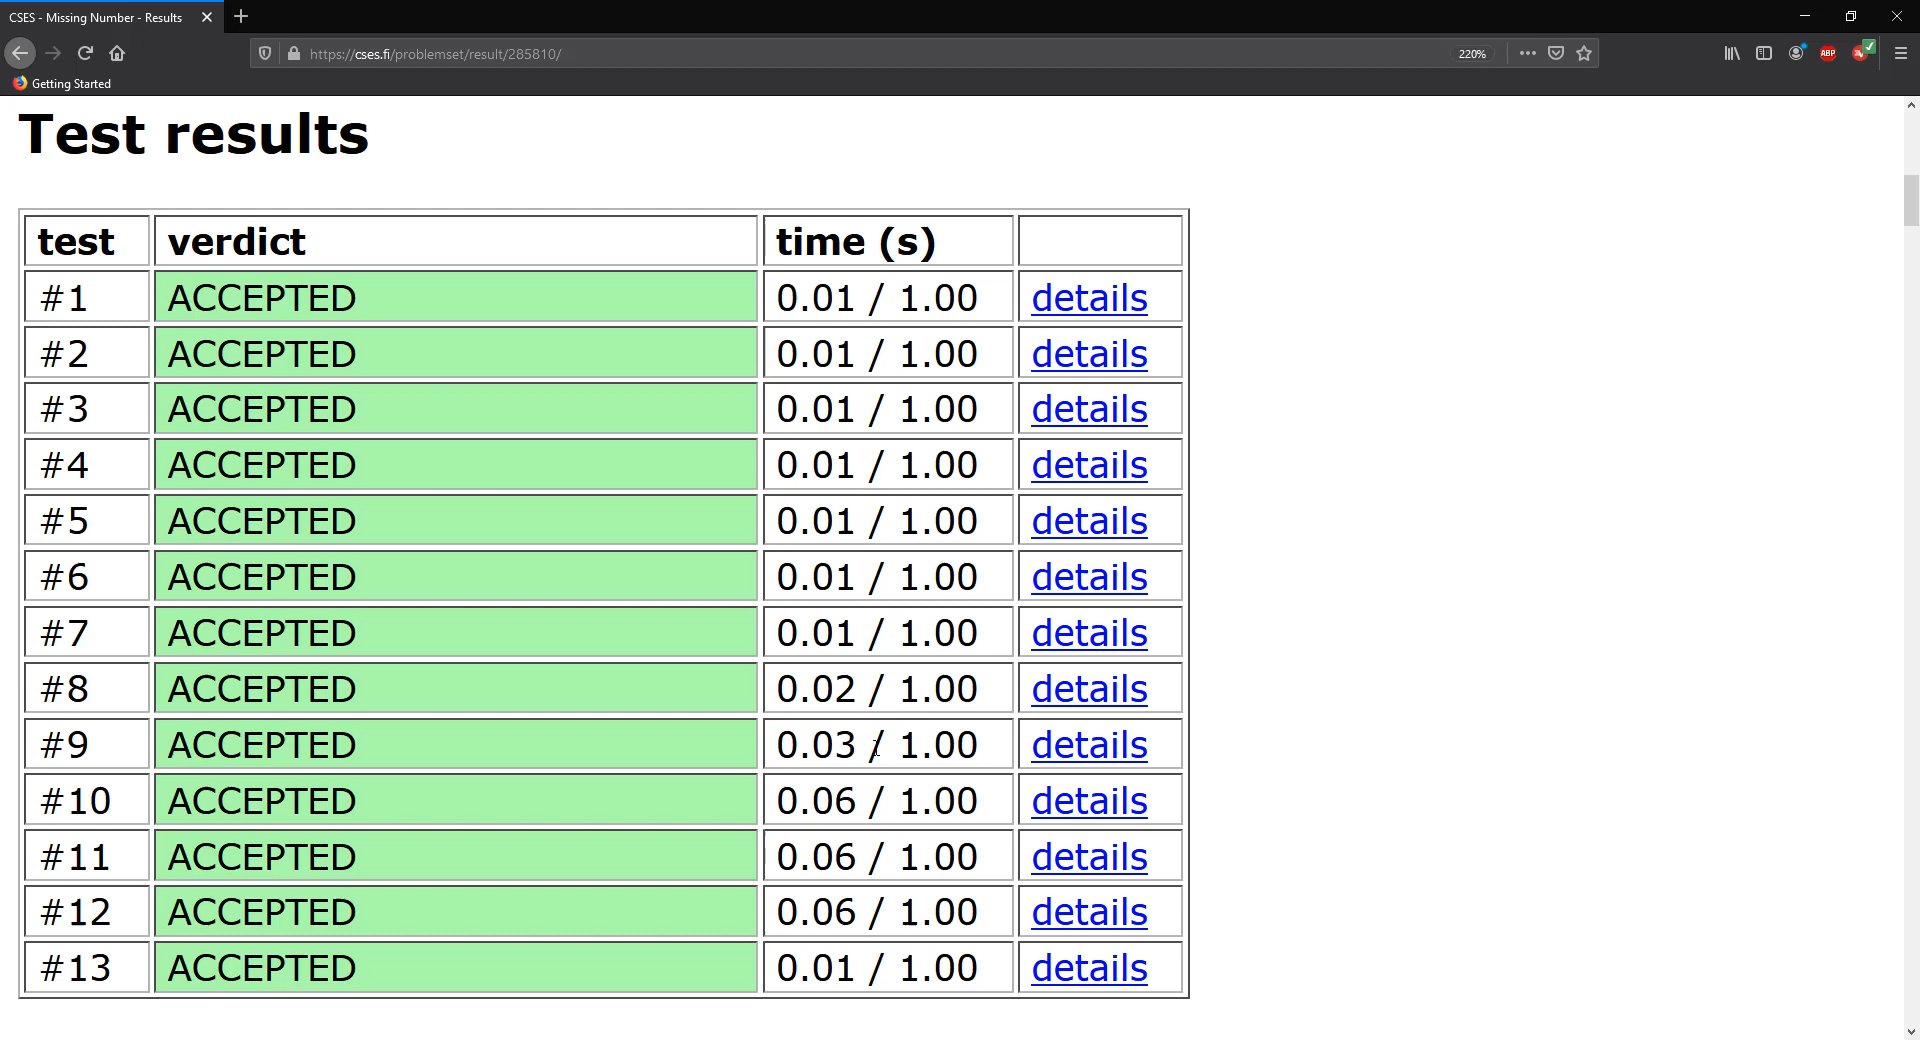 CSES - Missing Number - Results
https://cses.fi/problemset/result/285810/
220%
ABP
Getting Started
Test results
test verdict time (s)
#1 ACCEPTED 0.01 / 1.00 details
#2 ACCEPTED 0.01 / 1.00 details
#3 ACCEPTED 0.01 / 1.00 details
#4 ACCEPTED 0.01 / 1.00 details
#5 ACCEPTED 0.01 / 1.00 details
#6 ACCEPTED 0.01 / 1.00 details
#7 ACCEPTED 0.01 / 1.00 details
#8 ACCEPTED 0.02 / 1.00 details
#9 ACCEPTED 0.03 / 1.00 details
#10 ACCEPTED 0.06 / 1.00 details
#11 ACCEPTED 0.06 / 1.00 details
#12 ACCEPTED 0.06 / 1.00 details
#13 ACCEPTED 0.01 / 1.00 details